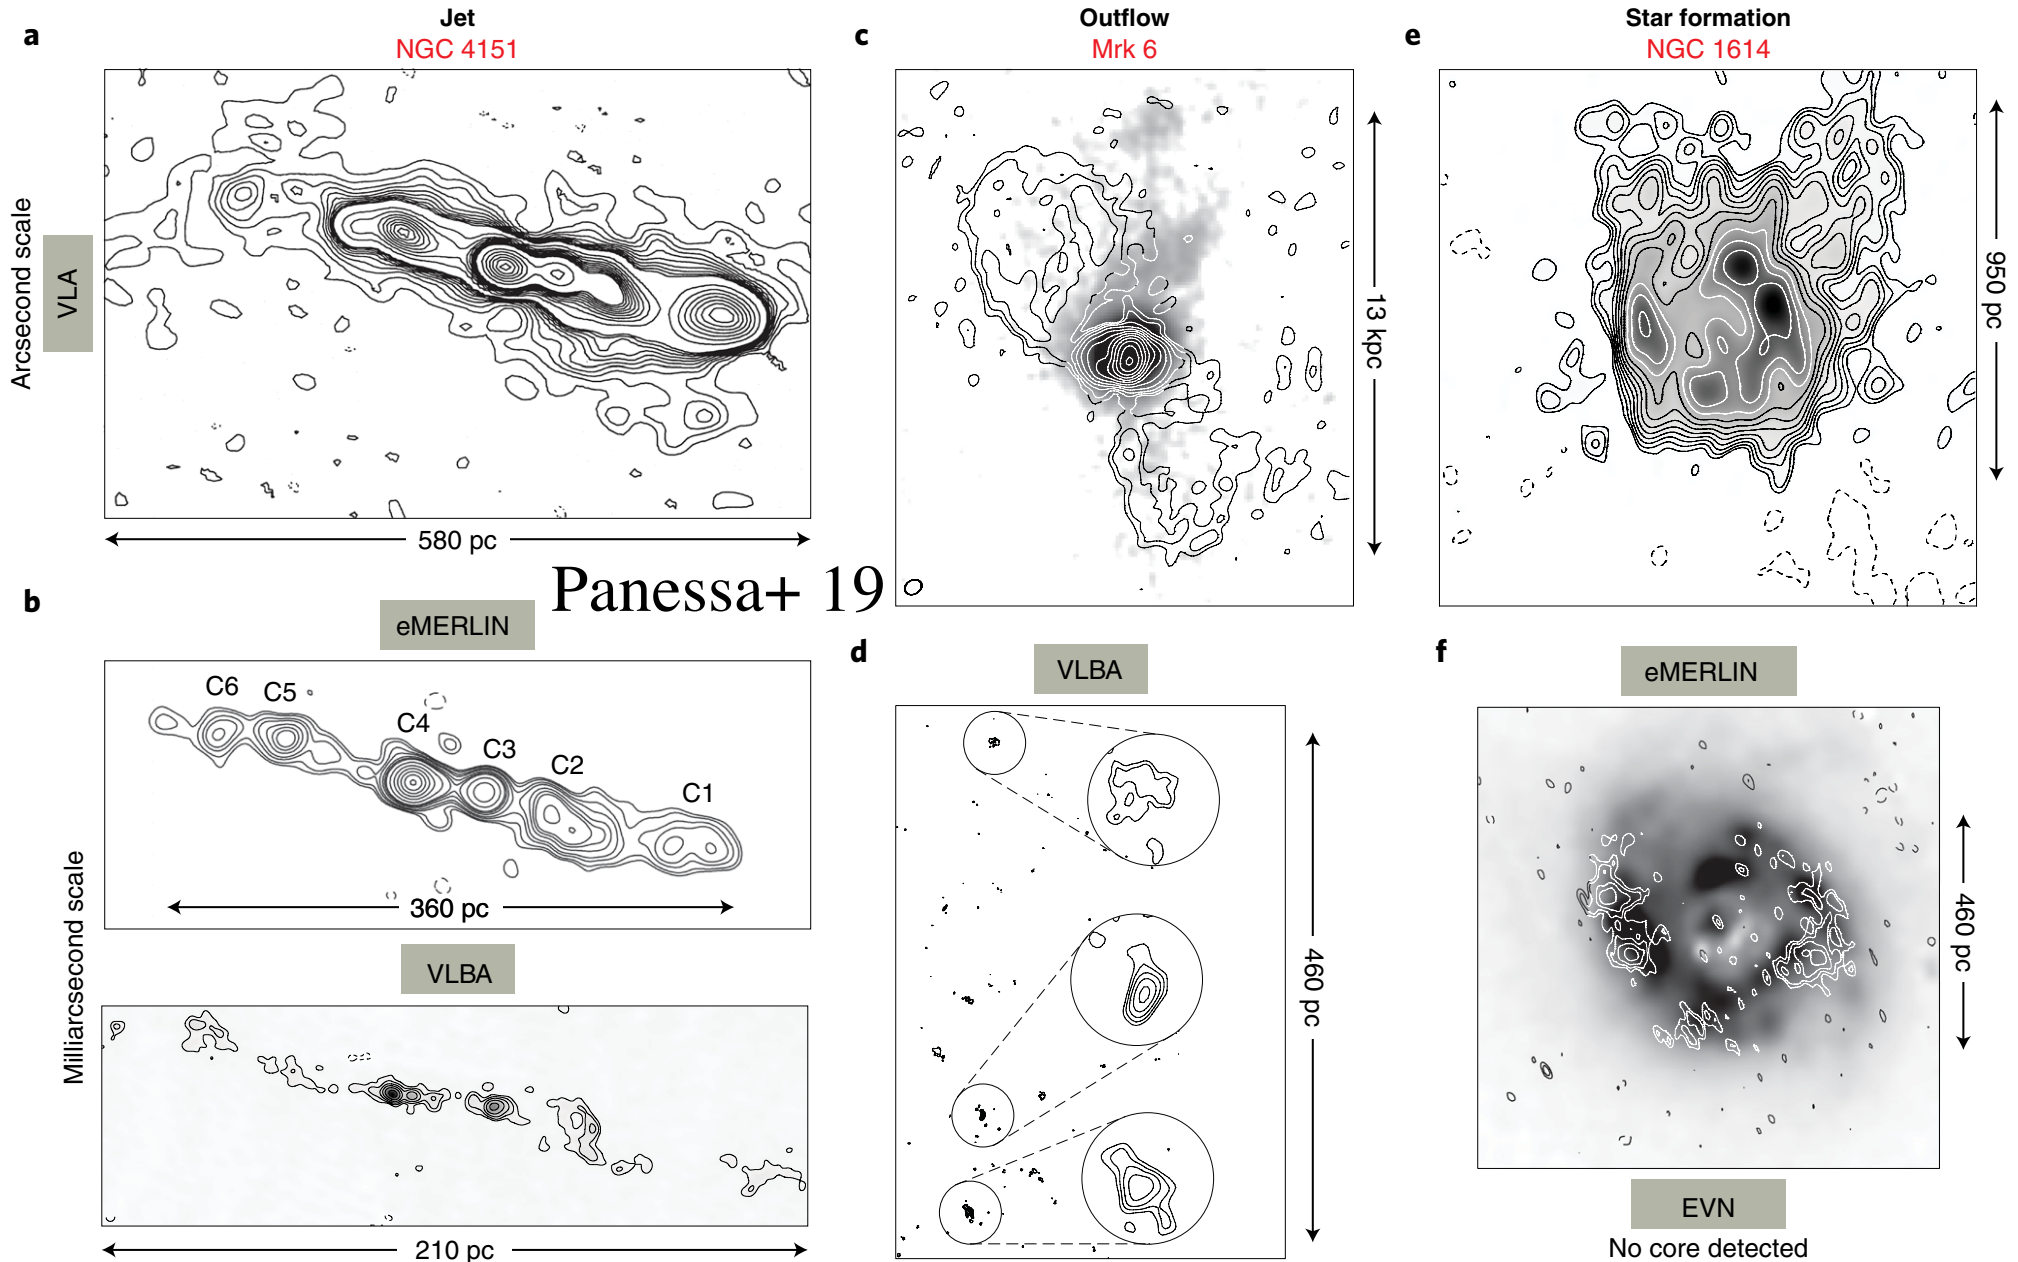 a
Jet
NGC 4151
Arcsecond scale
VLA
580 pc
Panessa+ 19
b
eMERLIN
C6
C5
C4
C3
C2
C1
360 pc
Milliarcsecond scale
VLBA
210 pc
c
Outflow
Mrk 6
13 kpc
d
VLBA
460 pc
e
Star formation
NGC 1614
950 pc
f
eMERLIN
460 pc
EVN
No core detected